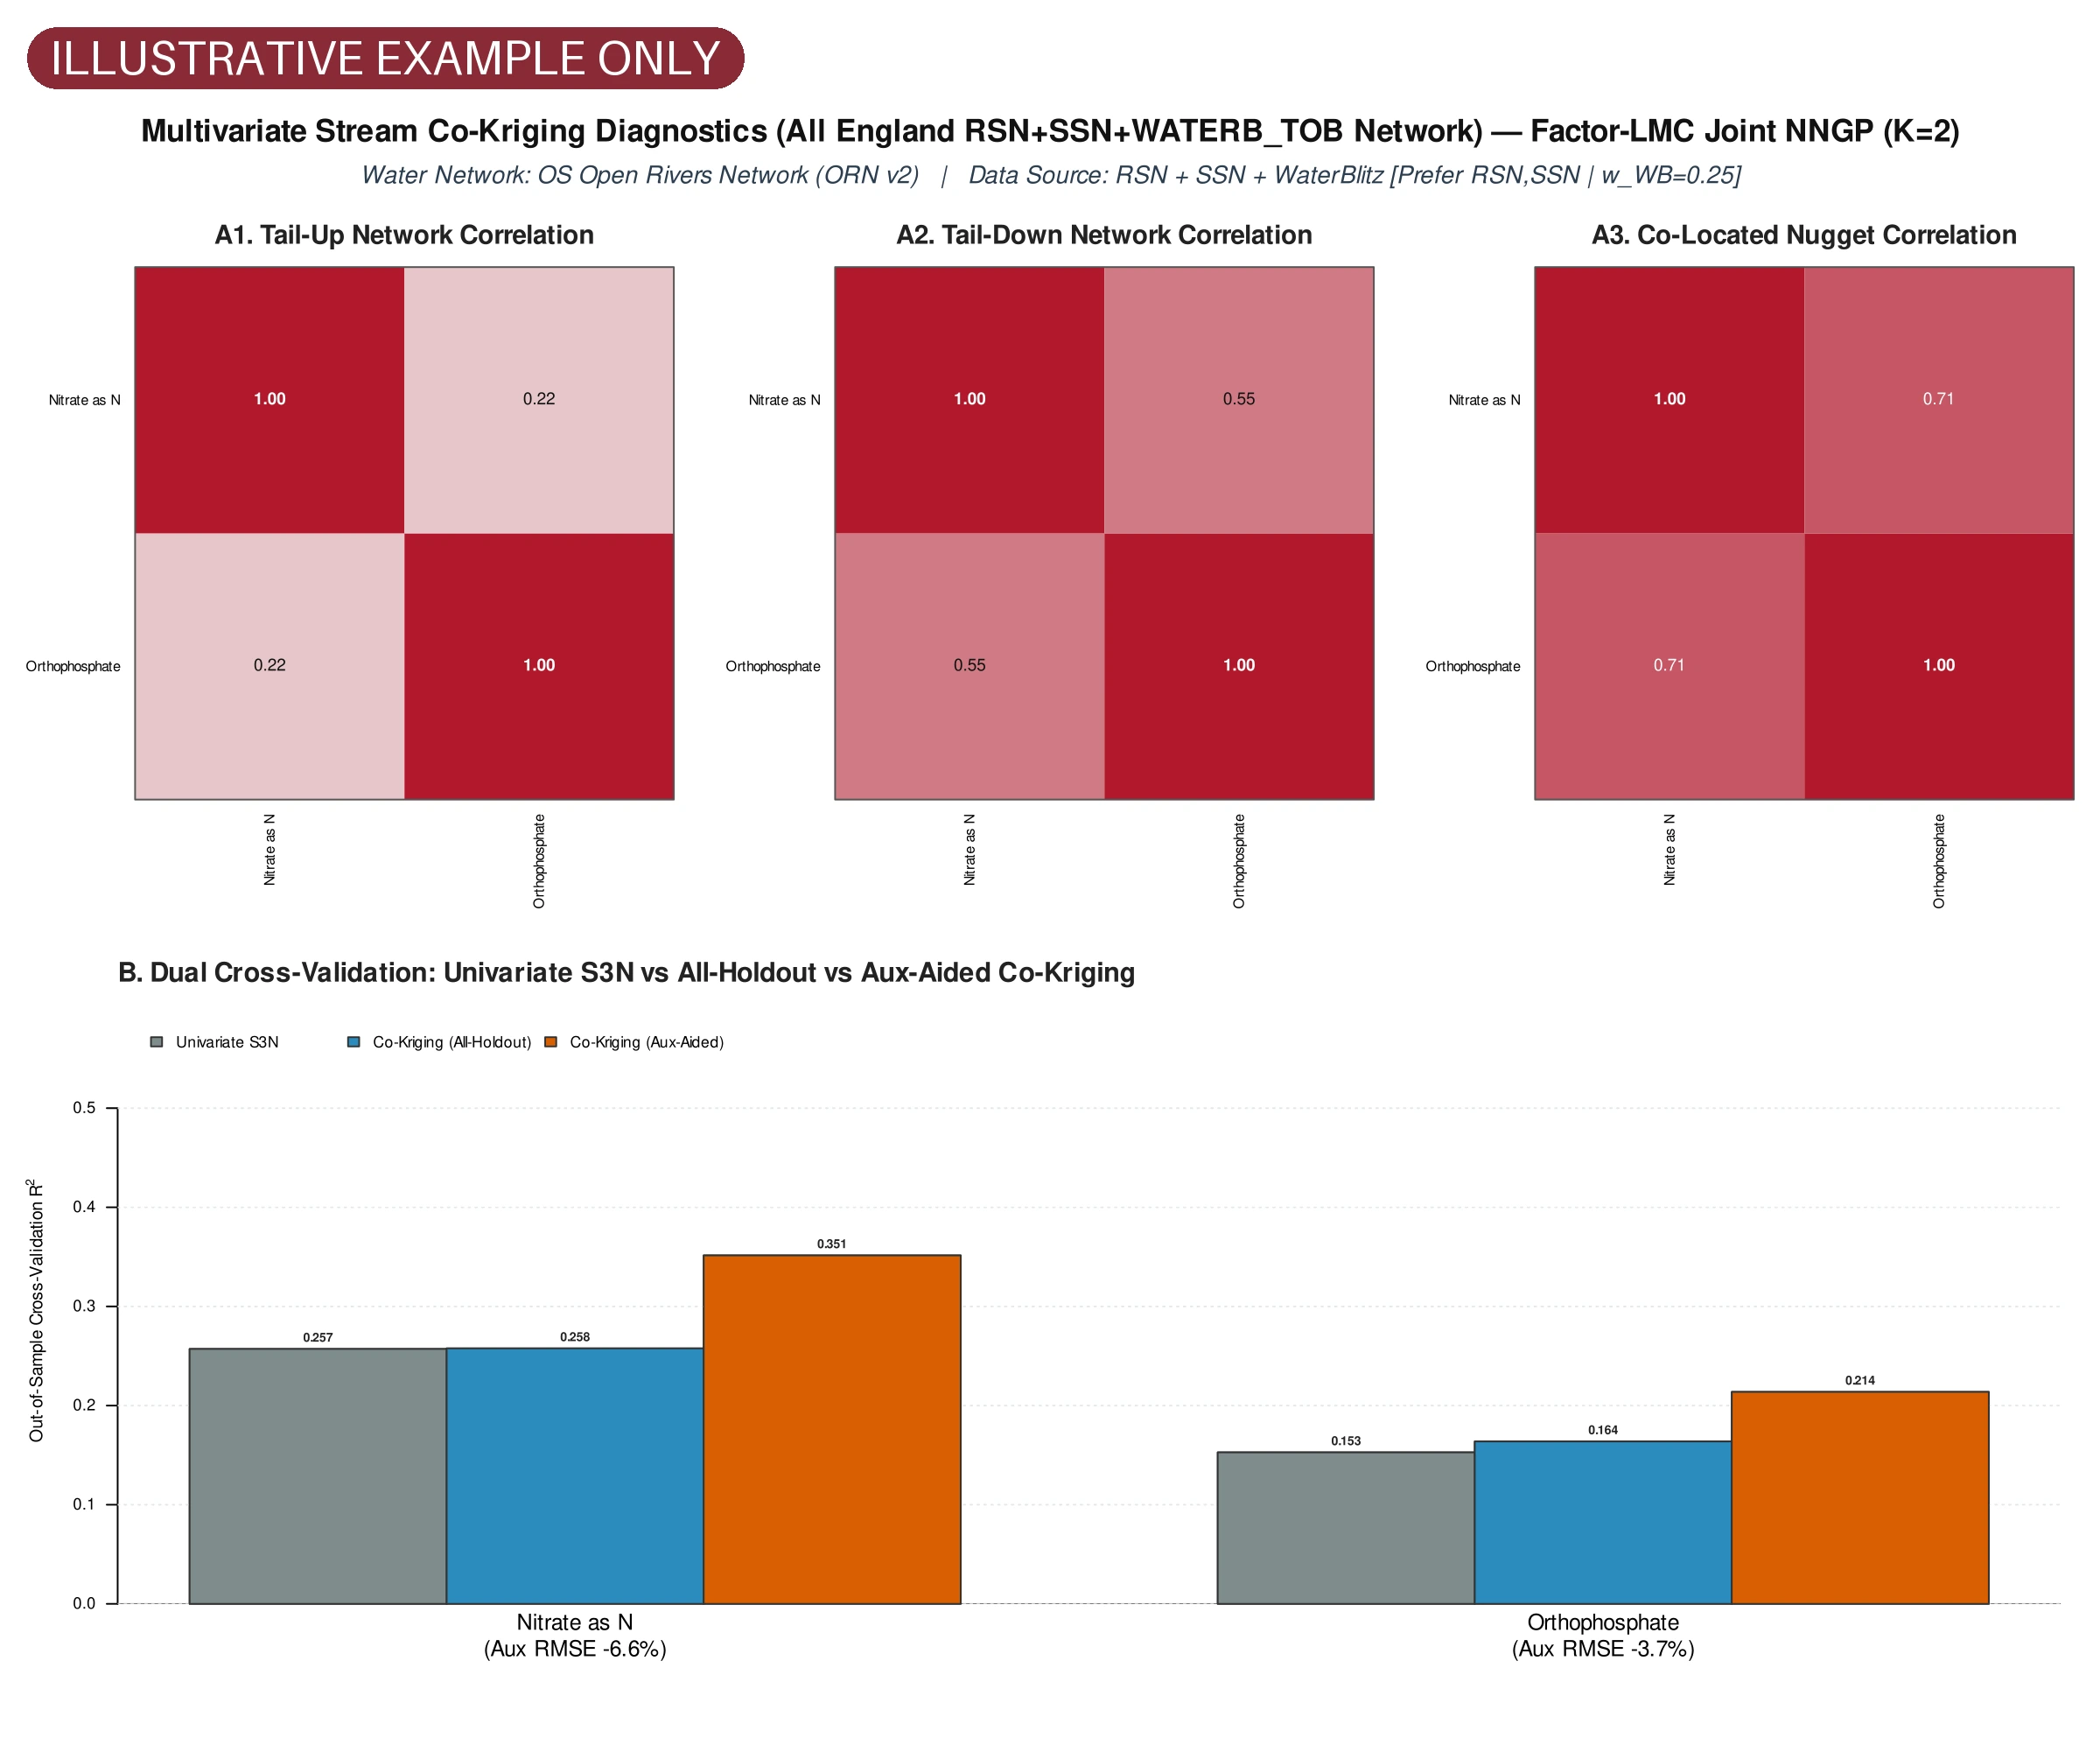 ILLUSTRATIVE EXAMPLE ONLY
Multivariate Stream Co-Kriging Diagnostics (All England RSN+SSN+WATERB_TOB Network) — Factor-LMC Joint NNGP (K=2)
Water Network: OS Open Rivers Network (ORN v2) | Data Source: RSN + SSN + WaterBlitz [Prefer RSN,SSN | w_WB=0.25]
A1. Tail-Up Network Correlation
Nitrate as N
1.00
0.22
Orthophosphate
0.22
1.00
Nitrate as N
Orthophosphate
A2. Tail-Down Network Correlation
Nitrate as N
1.00
0.55
Orthophosphate
0.55
1.00
Nitrate as N
Orthophosphate
A3. Co-Located Nugget Correlation
Nitrate as N
1.00
0.71
Orthophosphate
0.71
1.00
Nitrate as N
Orthophosphate
B. Dual Cross-Validation: Univariate S3N vs All-Holdout vs Aux-Aided Co-Kriging
Univariate S3N
Co-Kriging (All-Holdout)
Co-Kriging (Aux-Aided)
Out-of-Sample Cross-Validation R²
0.5
0.4
0.3
0.2
0.1
0.0
0.257
0.258
0.351
0.153
0.164
0.214
Nitrate as N
(Aux RMSE -6.6%)
Orthophosphate
(Aux RMSE -3.7%)